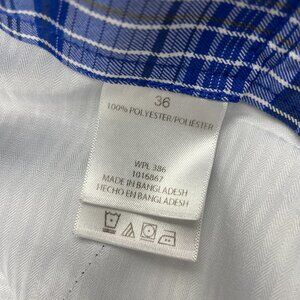 36
100% POLYESTER/POLIÉSTER
WPL 386
1016867
MADE IN BANGLADESH
HECHO EN BANGLADESH